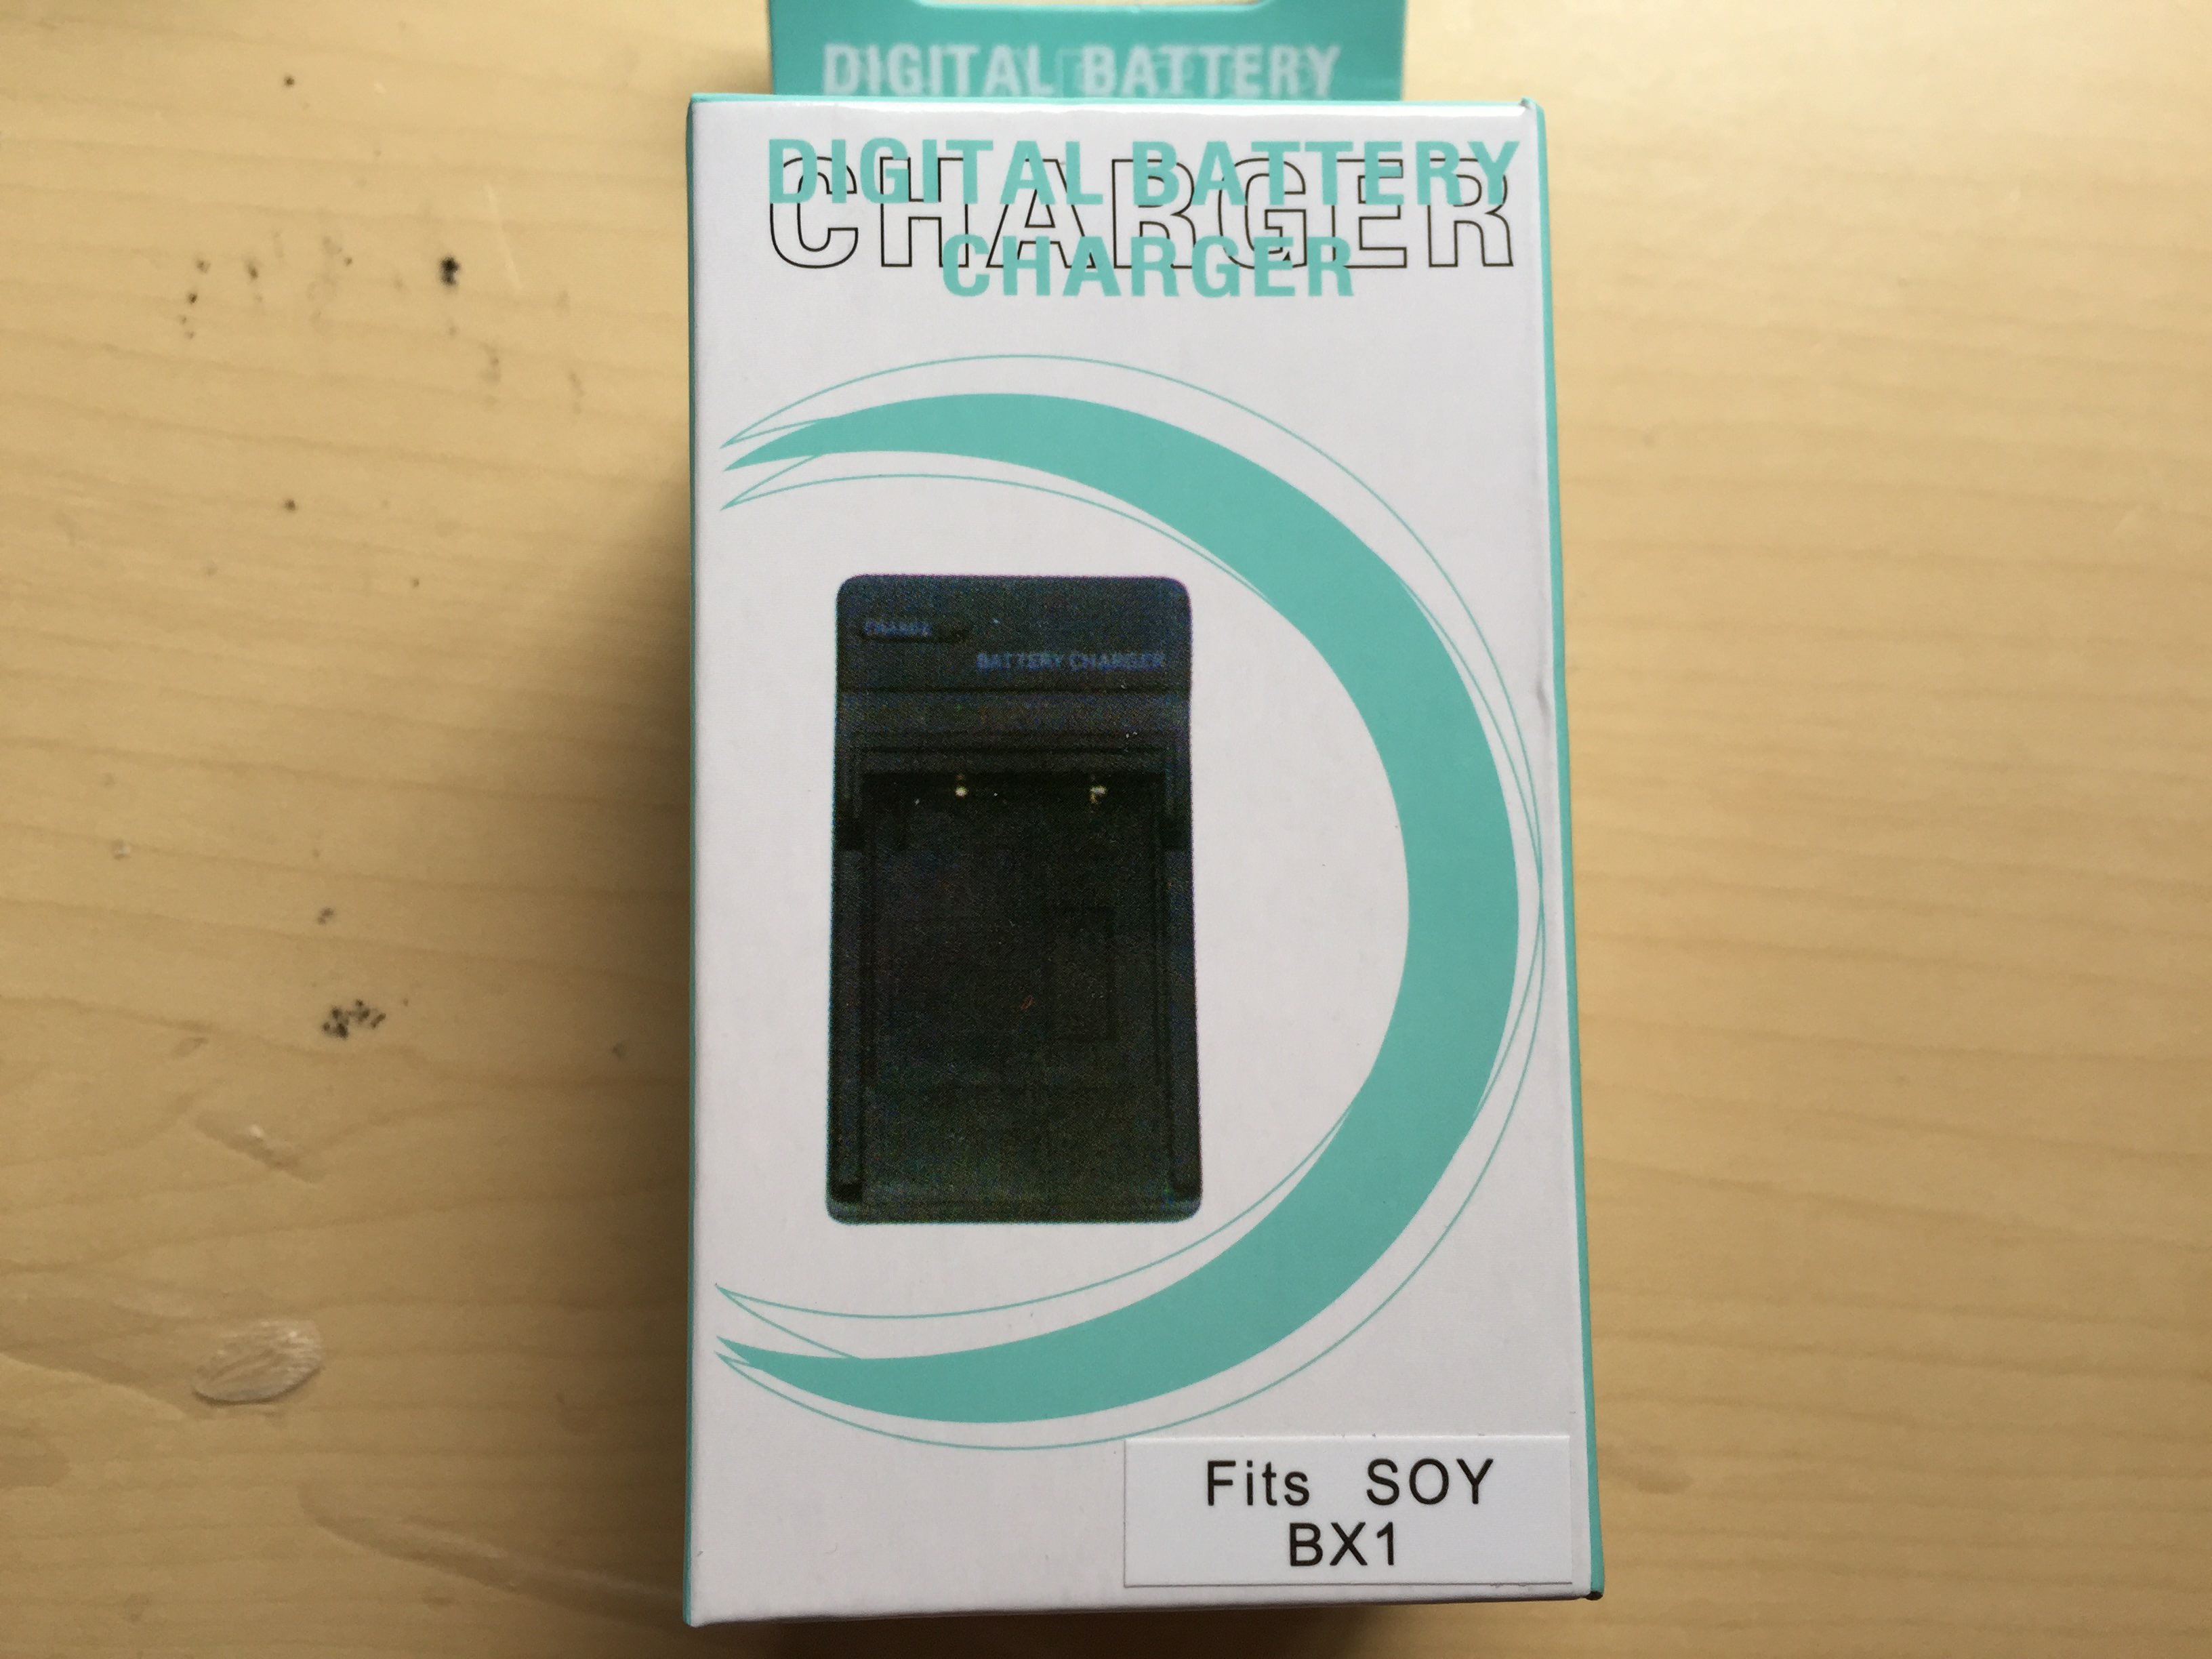 DIGITAL BATTERY
DIGITAL BATTERY
CHARGER
CHARGER
BATTERY CHARGER
Fits SOY
BX1